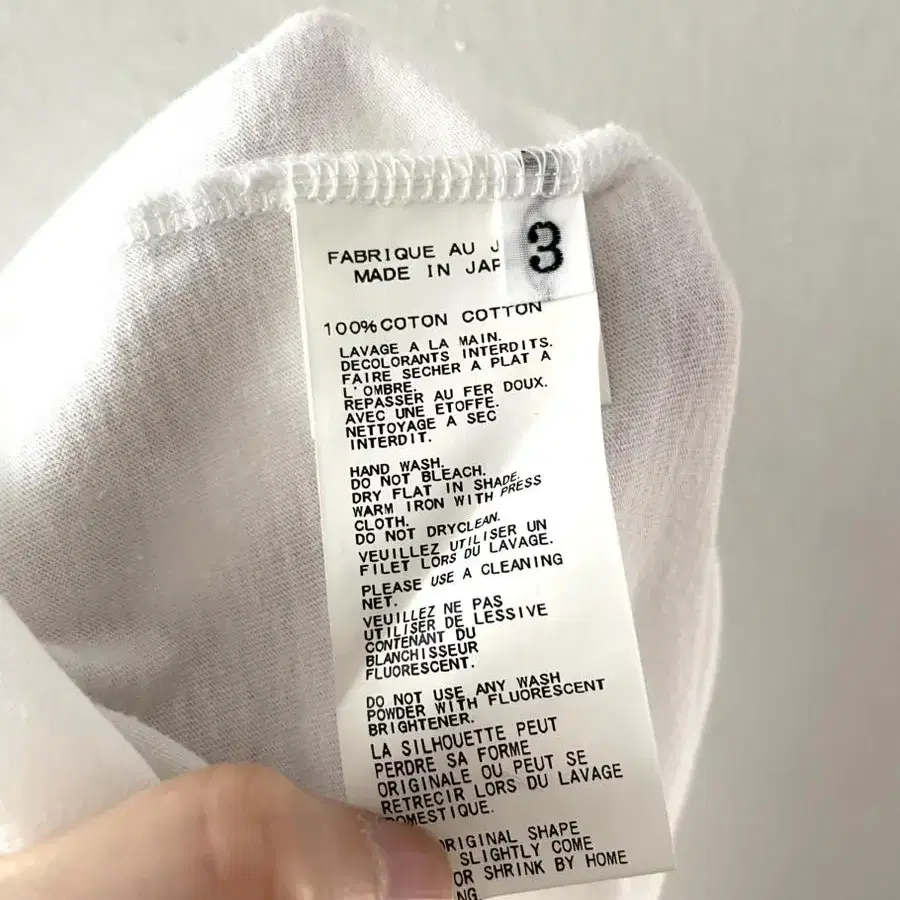 FABRIQUE AU J
MADE IN JAP
3
100%COTON COTTON
LAVAGE A LA MAIN.
DECOLORANTS INTERDITS.
FAIRE SECHER A PLAT A
L'OMBRE.
REPASSER AU FER DOUX.
AVEC UNE ETOFFE.
NETTOYAGE A SEC
INTERDIT.
HAND WASH.
DO NOT BLEACH.
DRY FLAT IN SHADE.
WARM IRON WITH PRESS
CLOTH.
DO NOT DRYCLEAN.
VEUILLEZ UTILISER UN
FILET LORS DU LAVAGE.
PLEASE USE A CLEANING
NET.
VEUILLEZ NE PAS
UTILISER DE LESSIVE
CONTENANT DU
BLANCHISSEUR
FLUORESCENT.
DO NOT USE ANY WASH
POWDER WITH FLUORESCENT
BRIGHTENER.
LA SILHOUETTE PEUT
PERDRE SA FORME
ORIGINALE OU PEUT SE
RETRECIR LORS DU LAVAGE
DOMESTIQUE.
ORIGINAL SHAPE
SLIGHTLY COME
OR SHRINK BY HOME
NG.